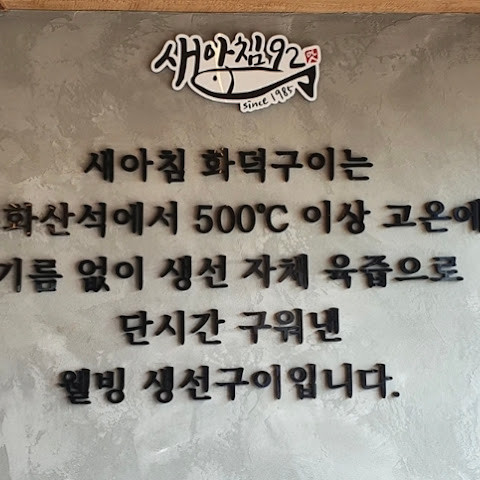 새아침92
since 1985
새아침 화덕구이는
화산석에서 500℃ 이상 고온에
기름 없이 생선 자체 육즙으로
단시간 구워낸
웰빙 생선구이입니다.